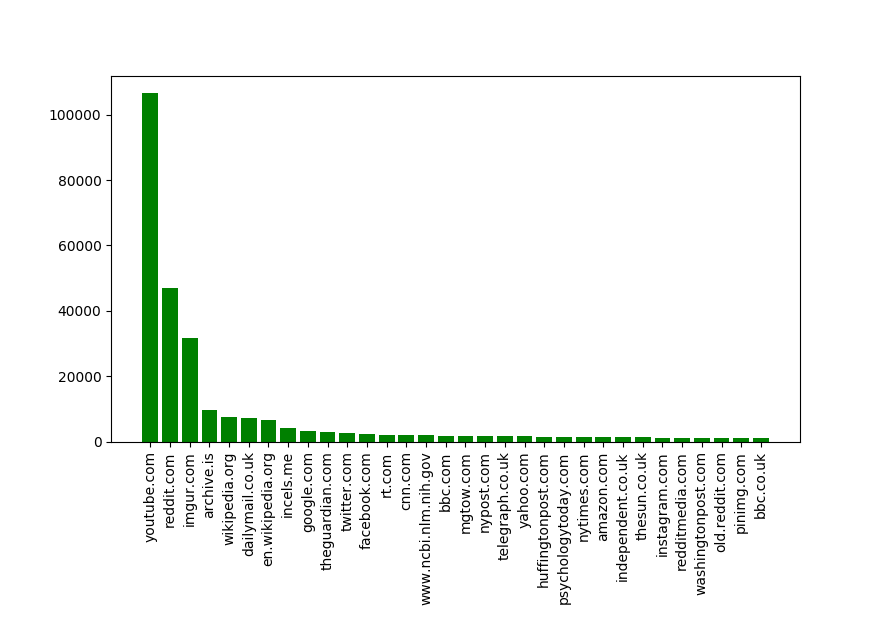 100000
80000
60000
40000
20000
0
youtube.com
reddit.com
imgur.com
archive.is
wikipedia.org
dailymail.co.uk
en.wikipedia.org
incels.me
google.com
theguardian.com
twitter.com
facebook.com
rt.com
cnn.com
www.ncbi.nlm.nih.gov
bbc.com
mgtow.com
nypost.com
telegraph.co.uk
yahoo.com
huffingtonpost.com
psychologytoday.com
nytimes.com
amazon.com
independent.co.uk
thesun.co.uk
instagram.com
redditmedia.com
washingtonpost.com
old.reddit.com
pinimg.com
bbc.co.uk